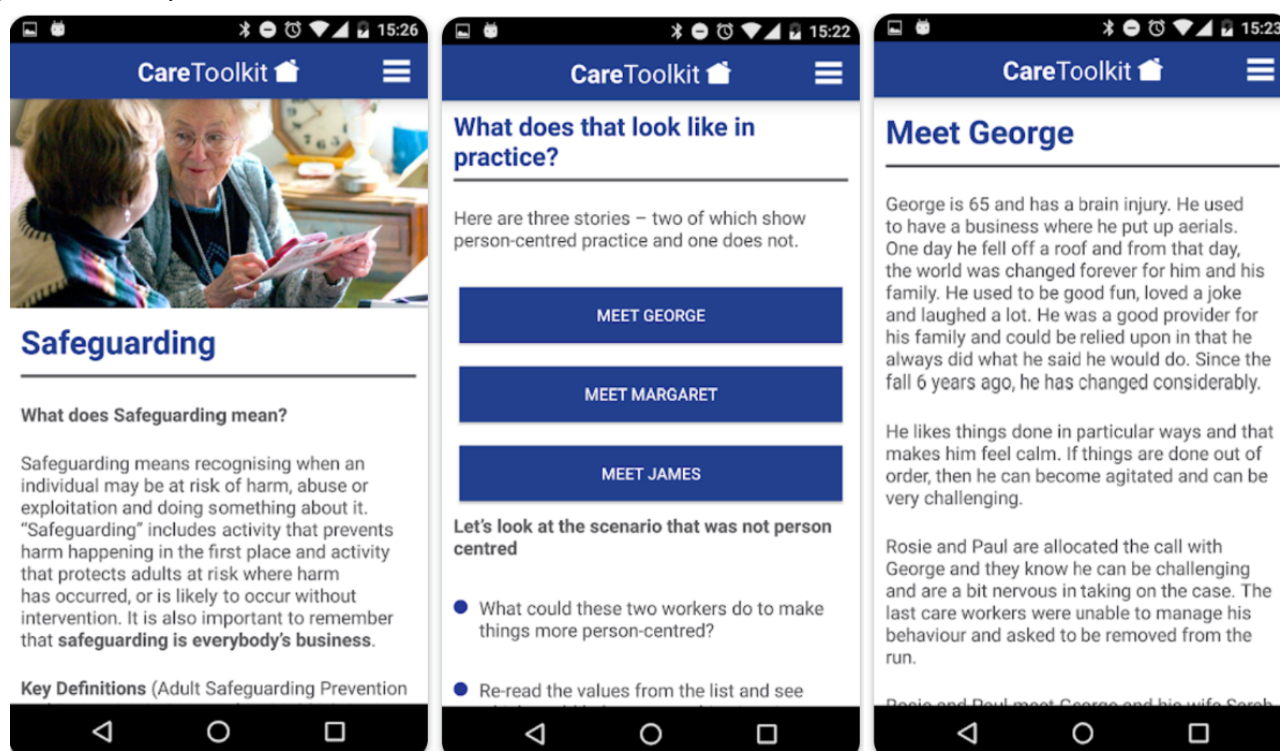 15:26
CareToolkit
Safeguarding
What does Safeguarding mean?
Safeguarding means recognising when an
individual may be at risk of harm, abuse or
exploitation and doing something about it.
“Safeguarding” includes activity that prevents
harm happening in the first place and activity
that protects adults at risk where harm
has occurred, or is likely to occur without
intervention. It is also important to remember
that safeguarding is everybody’s business.
Key Definitions (Adult Safeguarding Prevention
15:22
CareToolkit
What does that look like in
practice?
Here are three stories – two of which show
person-centred practice and one does not.
MEET GEORGE
MEET MARGARET
MEET JAMES
Let’s look at the scenario that was not person
centred
What could these two workers do to make
things more person-centred?
Re-read the values from the list and see
15:23
CareToolkit
Meet George
George is 65 and has a brain injury. He used
to have a business where he put up aerials.
One day he fell off a roof and from that day,
the world was changed forever for him and his
family. He used to be good fun, loved a joke
and laughed a lot. He was a good provider for
his family and could be relied upon in that he
always did what he said he would do. Since the
fall 6 years ago, he has changed considerably.
He likes things done in particular ways and that
makes him feel calm. If things are done out of
order, then he can become agitated and can be
very challenging.
Rosie and Paul are allocated the call with
George and they know he can be challenging
and are a bit nervous in taking on the case. The
last care workers were unable to manage his
behaviour and asked to be removed from the
run.
Rosie and Paul meet George and his wife Sarah